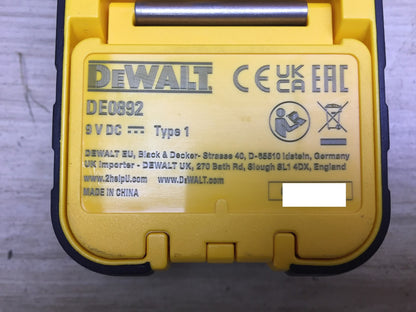 DEWALT CE UK CA EAC
DE0892
9 V DC Type 1
DEWALT EU, Black & Decker- Strasse 40, D-65510 Idstein, Germany
UK Importer - DEWALT UX, 270 Bath Rd, Slough SL1 4DX, England
www.2helpU.com www.DEWALT.com
MADE IN CHINA